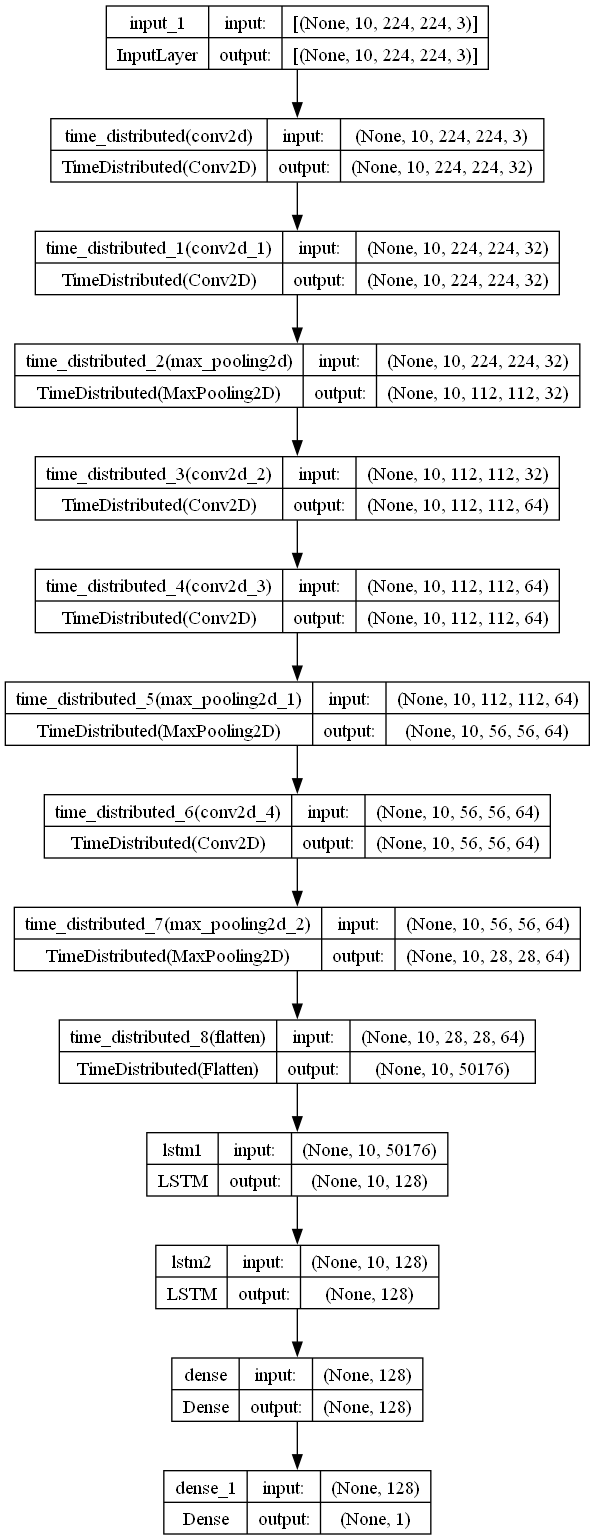 input_1 input: [(None, 10, 224, 224, 3)]
InputLayer output: [(None, 10, 224, 224, 3)]
time_distributed(conv2d) input: (None, 10, 224, 224, 3)
TimeDistributed(Conv2D) output: (None, 10, 224, 224, 32)
time_distributed_1(conv2d_1) input: (None, 10, 224, 224, 32)
TimeDistributed(Conv2D) output: (None, 10, 224, 224, 32)
time_distributed_2(max_pooling2d) input: (None, 10, 224, 224, 32)
TimeDistributed(MaxPooling2D) output: (None, 10, 112, 112, 32)
time_distributed_3(conv2d_2) input: (None, 10, 112, 112, 32)
TimeDistributed(Conv2D) output: (None, 10, 112, 112, 64)
time_distributed_4(conv2d_3) input: (None, 10, 112, 112, 64)
TimeDistributed(Conv2D) output: (None, 10, 112, 112, 64)
time_distributed_5(max_pooling2d_1) input: (None, 10, 112, 112, 64)
TimeDistributed(MaxPooling2D) output: (None, 10, 56, 56, 64)
time_distributed_6(conv2d_4) input: (None, 10, 56, 56, 64)
TimeDistributed(Conv2D) output: (None, 10, 56, 56, 64)
time_distributed_7(max_pooling2d_2) input: (None, 10, 56, 56, 64)
TimeDistributed(MaxPooling2D) output: (None, 10, 28, 28, 64)
time_distributed_8(flatten) input: (None, 10, 28, 28, 64)
TimeDistributed(Flatten) output: (None, 10, 50176)
lstm1 input: (None, 10, 50176)
LSTM output: (None, 10, 128)
lstm2 input: (None, 10, 128)
LSTM output: (None, 128)
dense input: (None, 128)
Dense output: (None, 128)
dense_1 input: (None, 128)
Dense output: (None, 1)